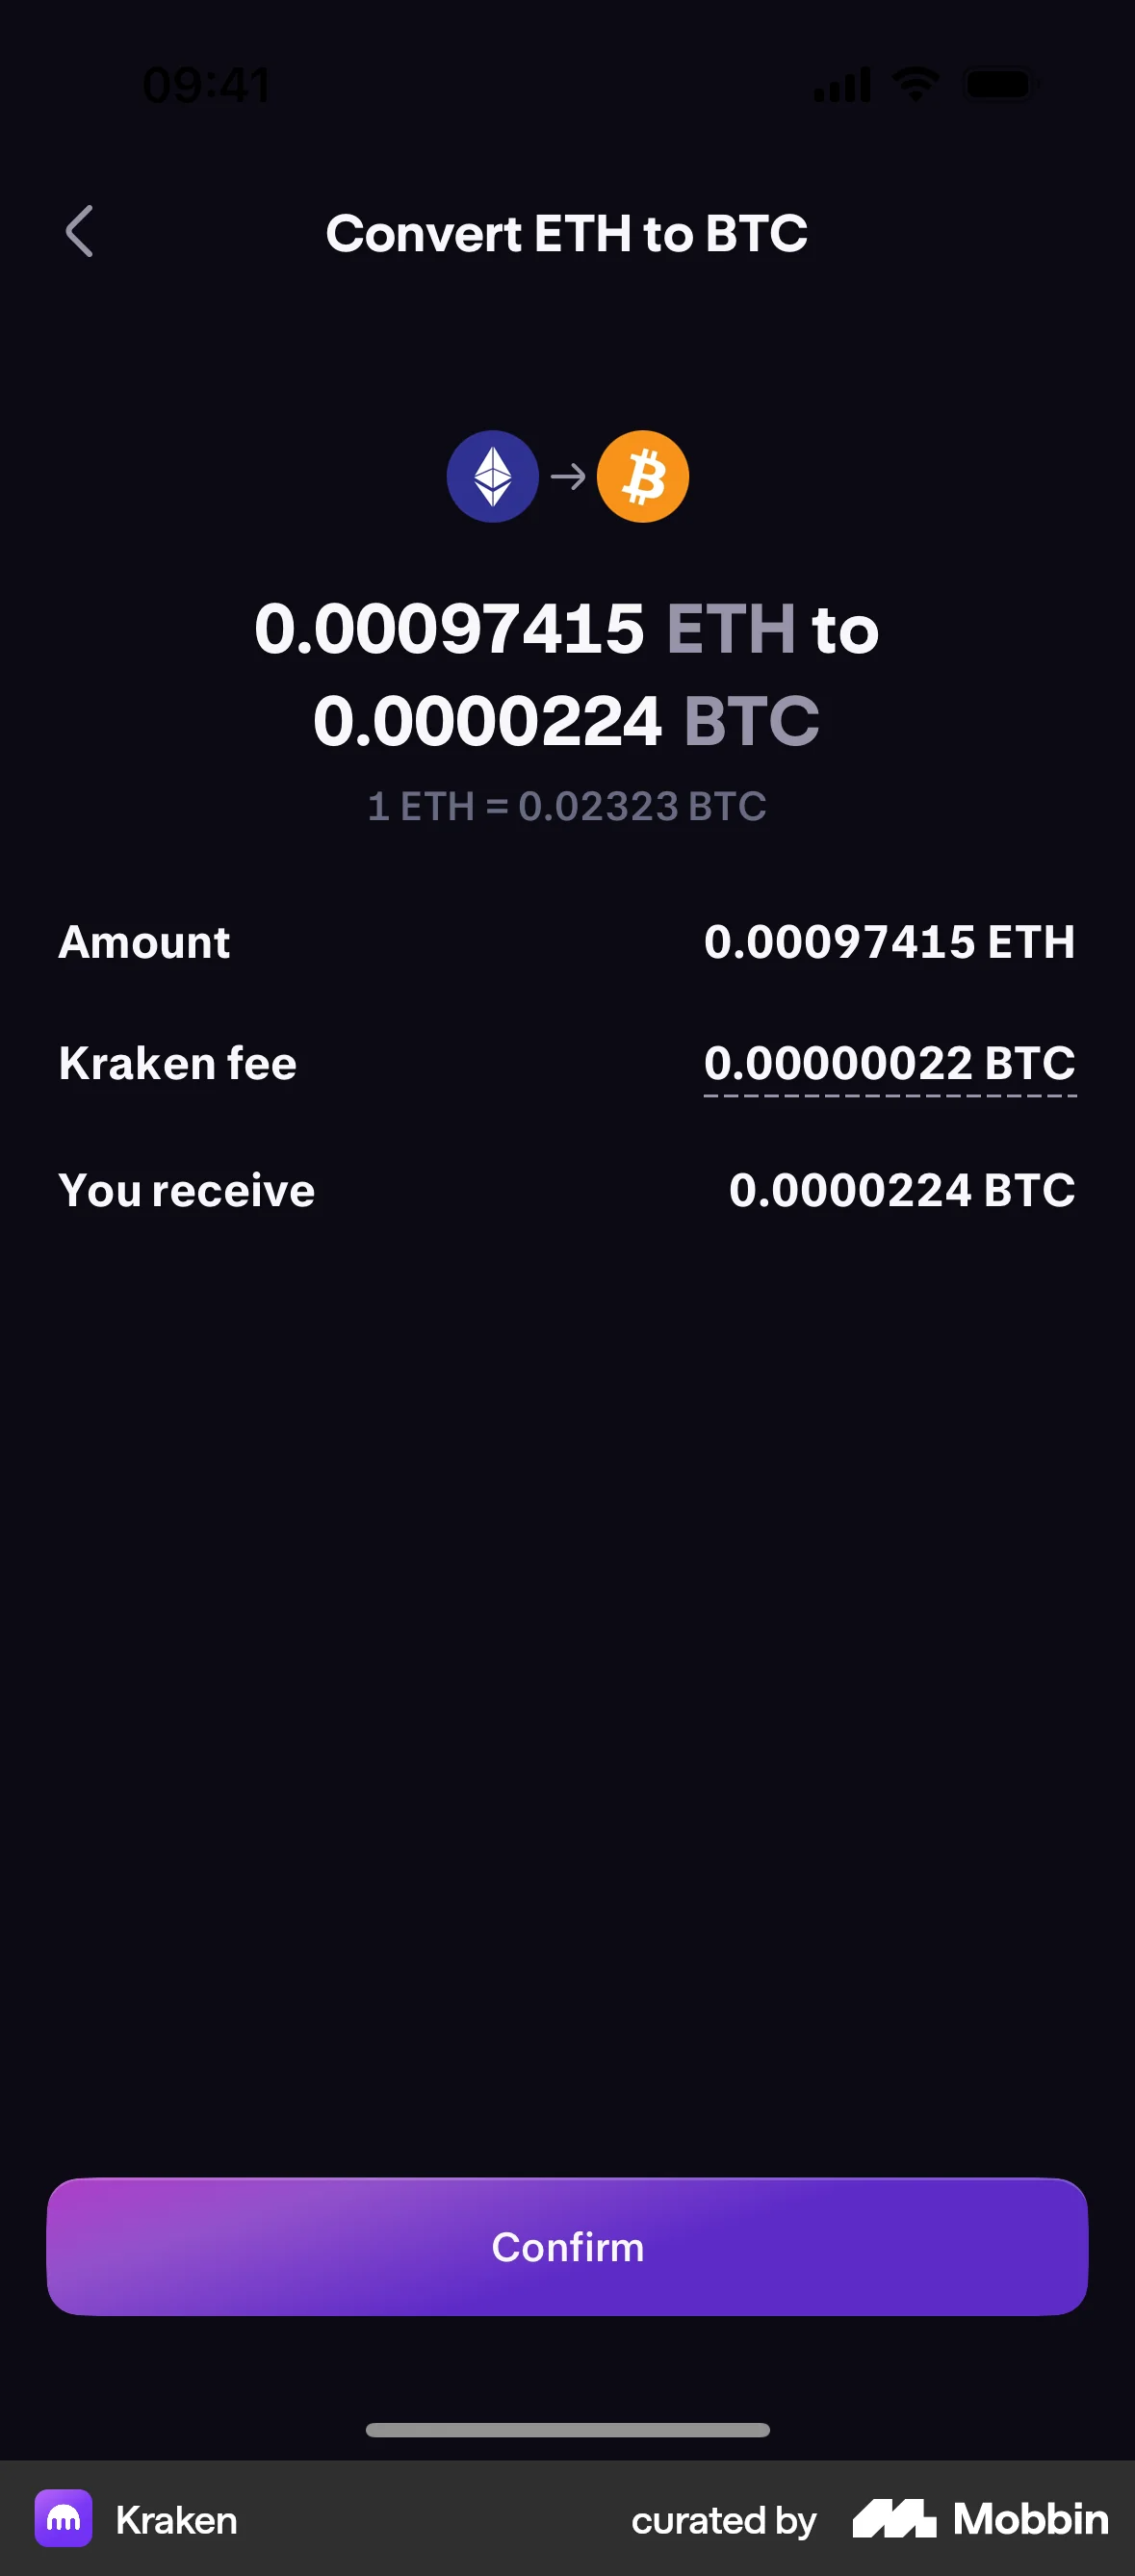 09:41
Convert ETH to BTC
0.00097415 ETH to
0.0000224 BTC
1 ETH = 0.02323 BTC
Amount 0.00097415 ETH
Kraken fee 0.00000022 BTC
You receive 0.0000224 BTC
Confirm
Kraken curated by Mobbin